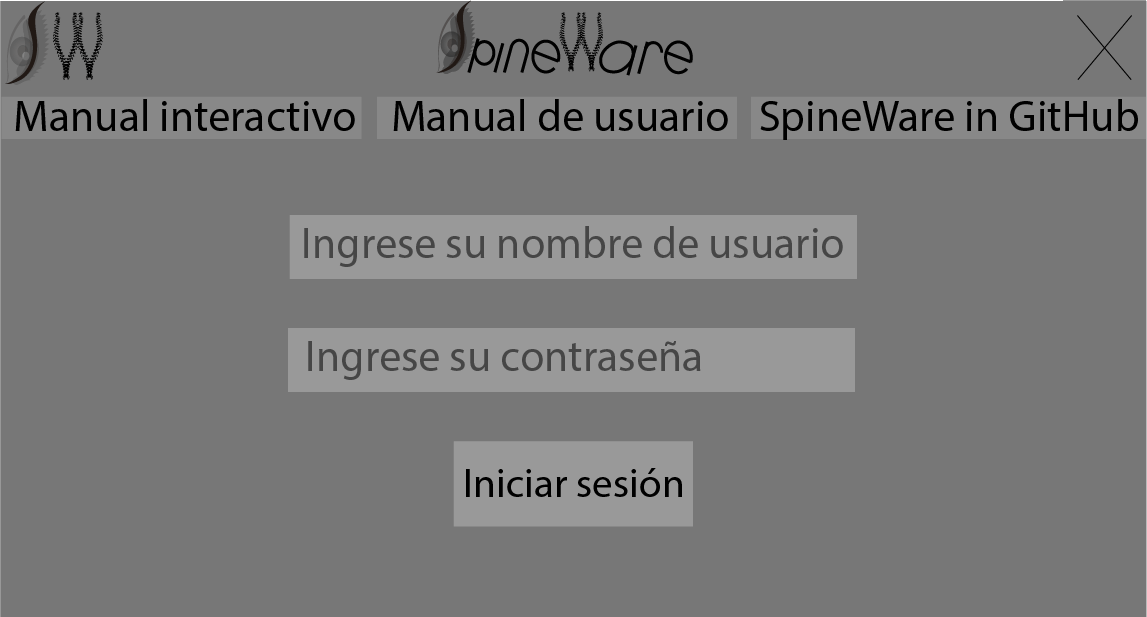 SW
SpineWare
Manual interactivo
Manual de usuario
SpineWare in GitHub
Ingrese su nombre de usuario
Ingrese su contraseña
Iniciar sesión